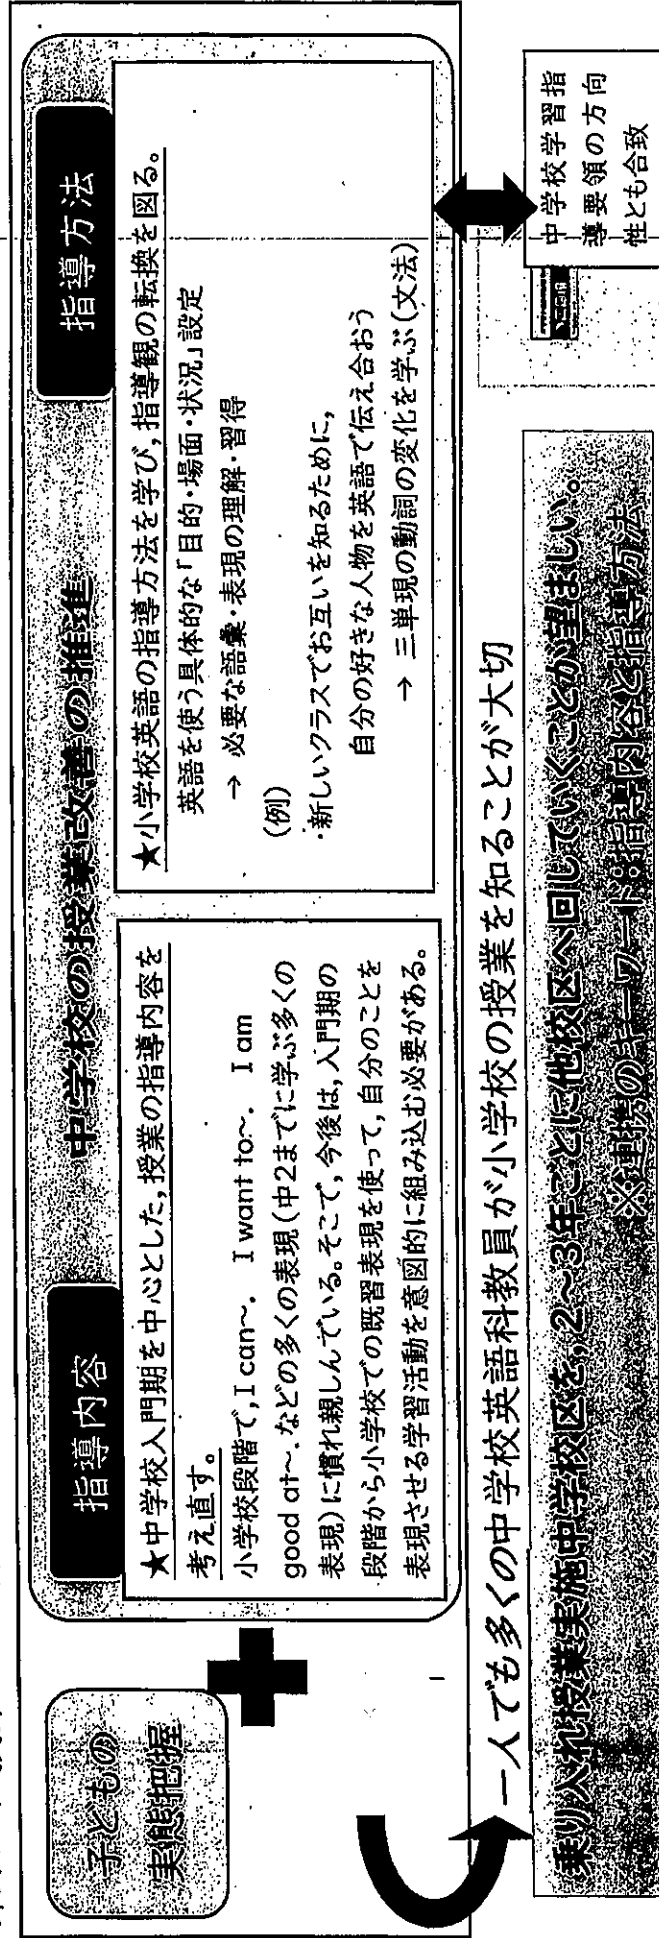 子どもの
実態把握
中学校の授業改善の推進
指導内容
★中学校入門期を中心とした,授業の指導内容を
考え直す。
小学校段階で,I can~. I want to~. I am
good at~.などの多くの表現(中2までに学ぶ多くの
表現)に慣れ親しんでいる。そこで,今後は,入門期の
段階から小学校での既習表現を使って,自分のことを
表現させる学習活動を意図的に組み込む必要がある。
指導方法
★小学校英語の指導方法を学び,指導観の転換を図る。
英語を使う具体的な「目的・場面・状況」設定
→ 必要な語彙・表現の理解・習得
(例)
・新しいクラスでお互いを知るために,
自分の好きな人物を英語で伝え合おう
→ 三単現の動詞の変化を学ぶ(文法)
中学校学習指
導要領の方向
性とも合致
一人でも多くの中学校英語科教員が小学校の授業を知ることが大切
乗り入れ授業実施中学校区を,2~3年ごとに他校区へ回していくことが望ましい。
※連携のキーワード:指導内容と指導方法